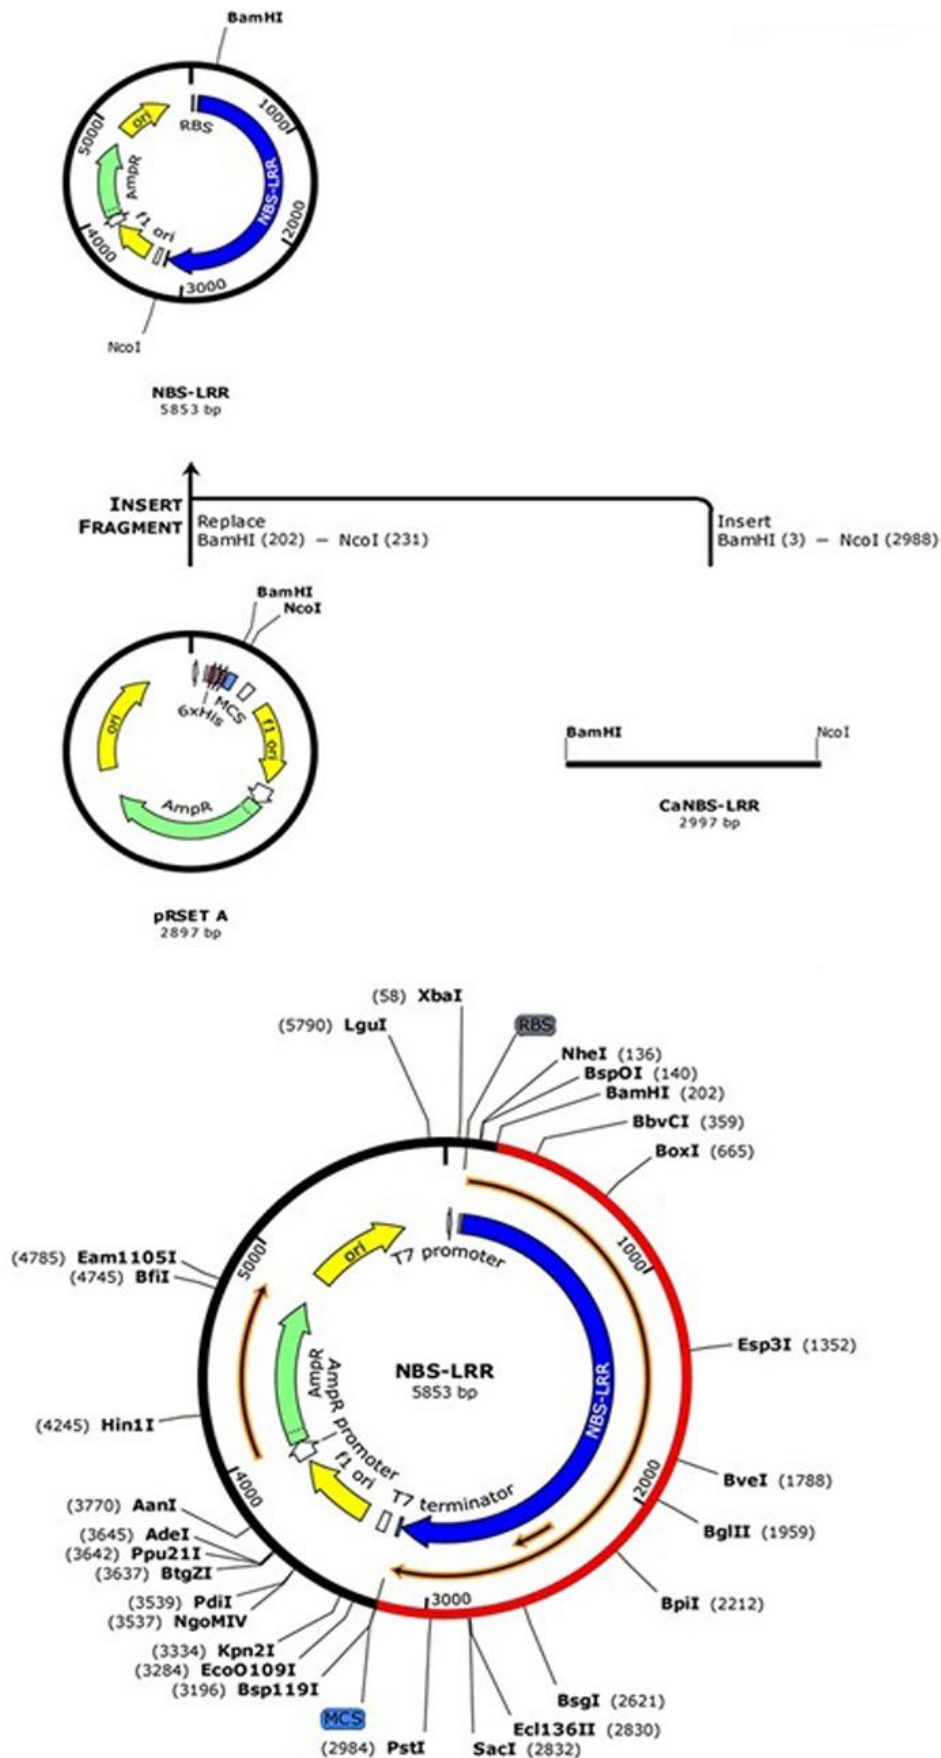 BamHI
1000
2000
3000
4000
5000
ori
RBS
AmpR
f1 ori
NBS-LRR
NcoI
NBS-LRR
5853 bp
INSERT
FRAGMENT
Replace
BamHI (202) – NcoI (231)
Insert
BamHI (3) – NcoI (2988)
BamHI
NcoI
6xHis
MCS
ori
f1 ori
AmpR
pRSET A
2897 bp
BamHI
NcoI
CaNBS-LRR
2997 bp
(58) XbaI
(5790) LguI
RBS
NheI (136)
BspOI (140)
BamHI (202)
BbvCI (359)
BoxI (665)
1000
Esp3I (1352)
BveI (1788)
2000
BglII (1959)
BpiI (2212)
BsgI (2621)
Ecl136II (2830)
SacI (2832)
(2984) PstI
MCS
3000
(3196) Bsp119I
(3284) EcoO109I
(3334) Kpn2I
(3537) NgoMIV
(3539) PdiI
(3637) BtgZI
(3642) Ppu21I
(3645) AdeI
(3770) AanI
4000
(4245) Hin1I
(4745) BfiI
(4785) Eam1105I
5000
ori
T7 promoter
NBS-LRR
5853 bp
NBS-LRR
AmpR
AmpR promoter
f1 ori
T7 terminator